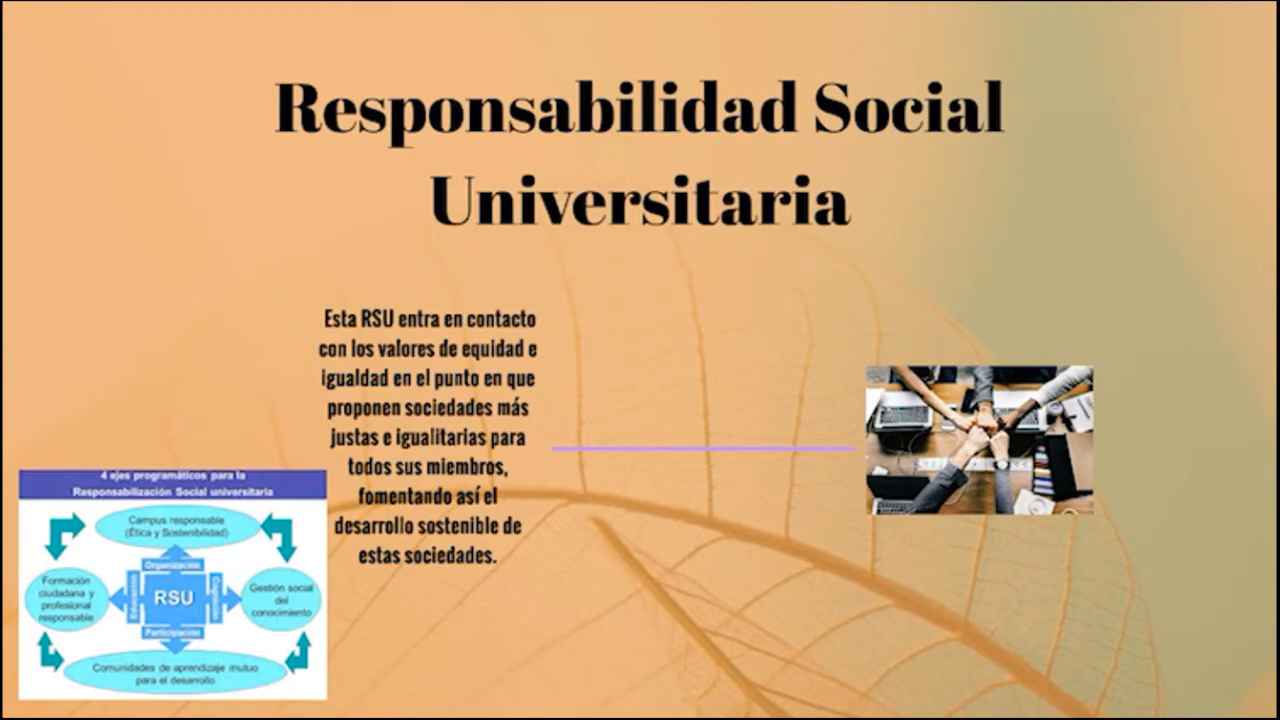 Responsabilidad Social
Universitaria
Esta RSU entra en contacto
con los valores de equidad e
igualdad en el punto en que
proponen sociedades más
justas e igualitarias para
todos sus miembros,
fomentando así el
desarrollo sostenible de
estas sociedades.
4 ejes programáticos para la
Responsabilización Social universitaria
Campus responsable
(Ética y Sostenibilidad)
Organización
Formación
ciudadana y
profesional
responsable
Educación
RSU
Cognición
Gestión social
del
conocimiento
Participación
Comunidades de aprendizaje mutuo
para el desarrollo